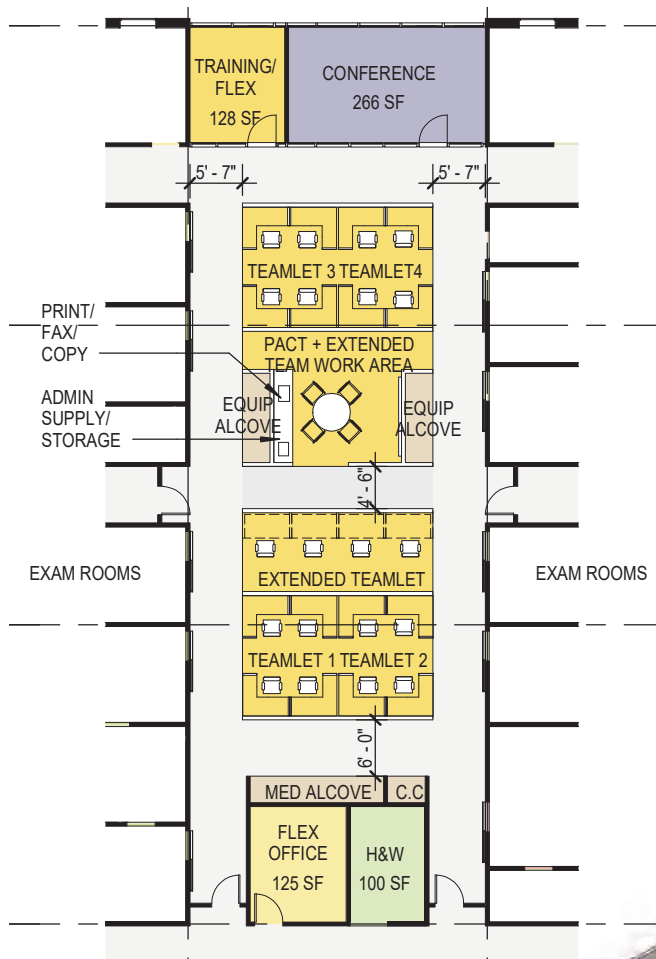 TRAINING/
FLEX
128 SF
CONFERENCE
266 SF
5' - 7"
5' - 7"
TEAMLET 3
TEAMLET4
PRINT/
FAX/
COPY
PACT + EXTENDED
TEAM WORK AREA
ADMIN
SUPPLY/
STORAGE
EQUIP
ALCOVE
EQUIP
ALCOVE
4' - 6"
EXAM ROOMS
EXTENDED TEAMLET
EXAM ROOMS
TEAMLET 1
TEAMLET 2
6' - 0"
MED ALCOVE
C.C
FLEX
OFFICE
125 SF
H&W
100 SF